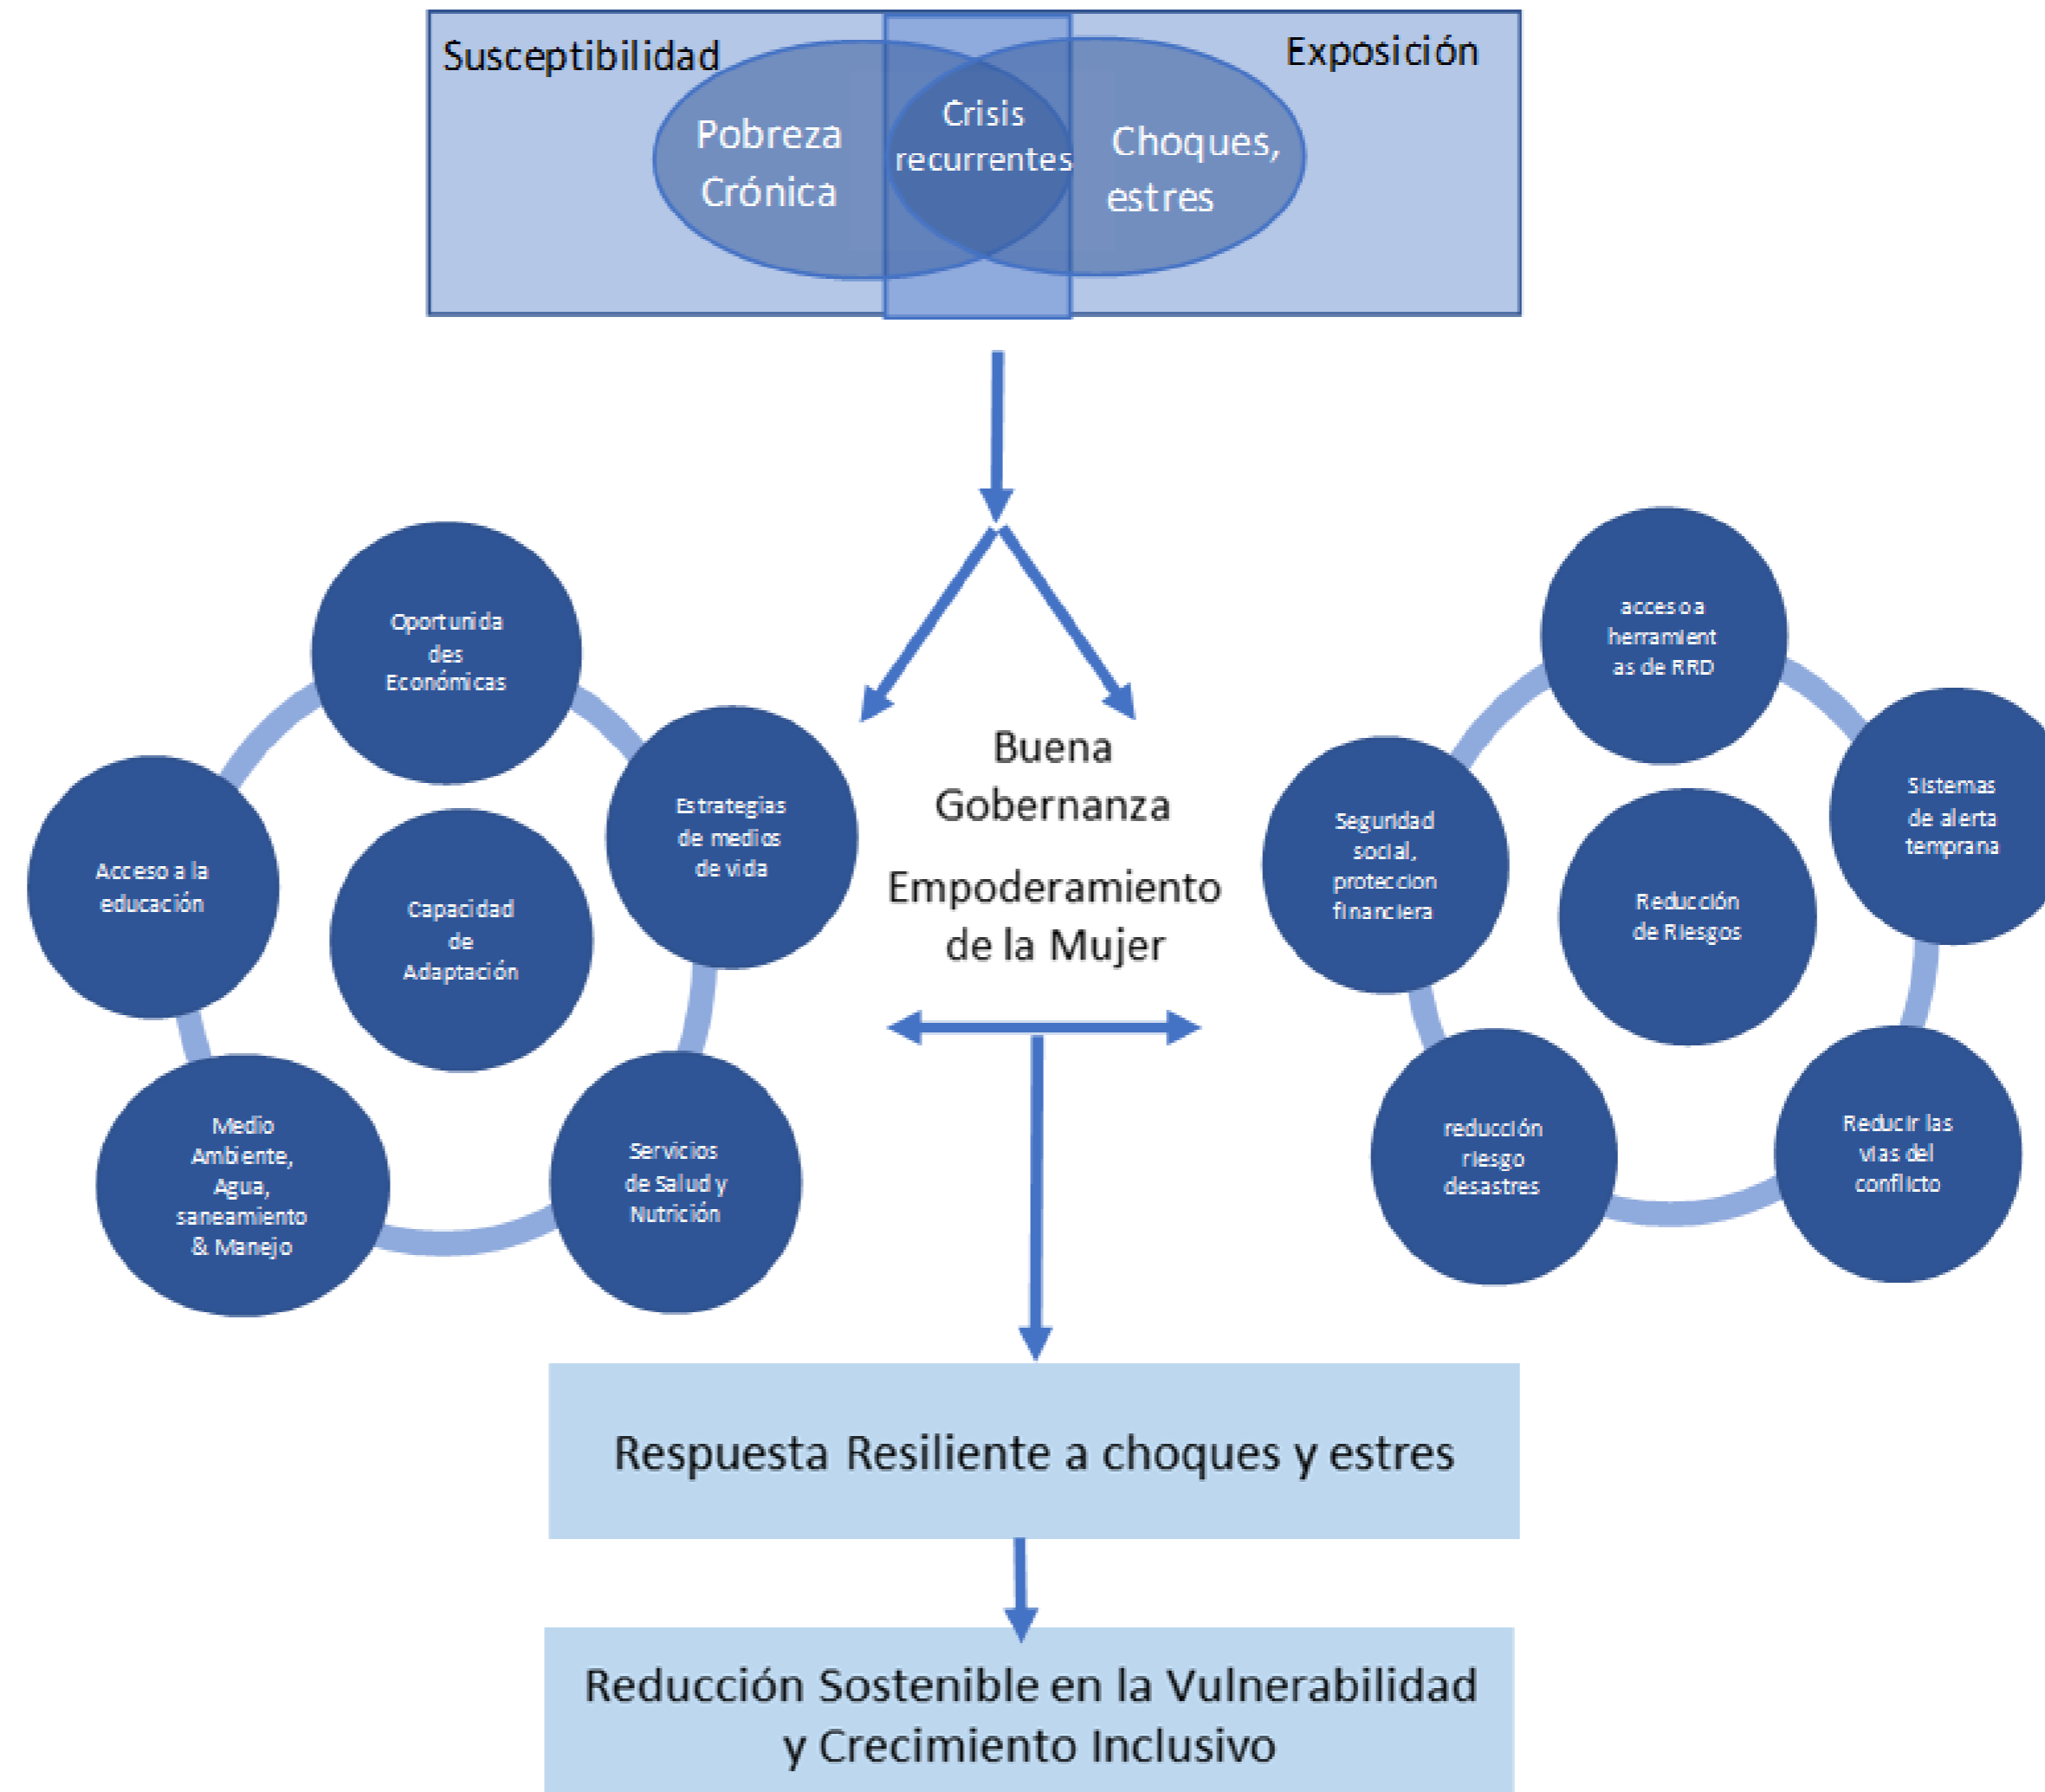 Susceptibilidad
Exposición
Pobreza
Crónica
Crisis
recurrentes
Choques,
estres
Oportunida
des
Económicas
Estrategias
de medios
de vida
Acceso a la
educación
Capacidad
de
Adaptación
Medio
Ambiente,
Agua,
saneamiento
& Manejo
Servicios
de Salud y
Nutrición
Buena
Gobernanza
Empoderamiento
de la Mujer
acceso a
herramient
as de RRD
Sistemas
de alerta
temprana
Seguridad
social,
proteccion
financiera
Reducción
de Riesgos
reducción
riesgo
desastres
Reducir las
vias del
conflicto
Respuesta Resiliente a choques y estres
Reducción Sostenible en la Vulnerabilidad
y Crecimiento Inclusivo